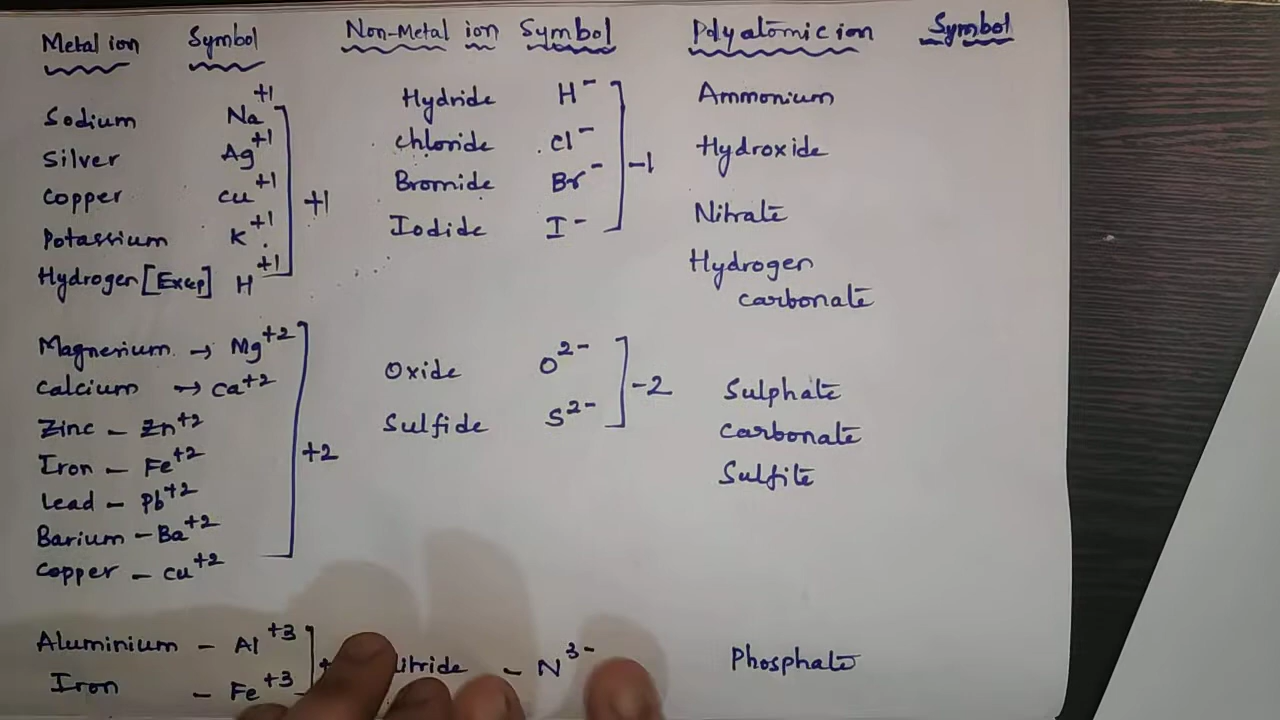 Metal ion Symbol Non-Metal ion Symbol Polyatomic ion Symbol
Sodium Na+1 Hydride H- Ammonium
Silver Ag+1 chloride Cl- Hydroxide
Copper Cu+1 +1 Bromide Br- -1 Nitrate
Potassium K+1 Iodide I- Hydrogen
Hydrogen [Excep] H+1 carbonate
Magnesium → Mg+2 Oxide O2- Sulphate
Calcium → Ca+2 Sulfide S2- -2 carbonate
Zinc - Zn+2 Sulfite
Iron - Fe+2 +2
Lead - Pb+2
Barium - Ba+2
Copper - Cu+2
Aluminium - Al+3 itride - N3- Phosphate
Iron - Fe+3